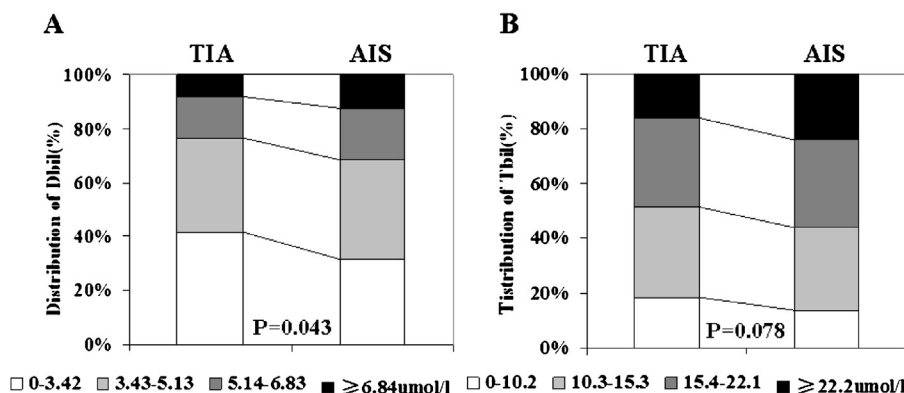 A
TIA AIS
Distribution of Dbil(%)
100%
80%
60%
40%
20%
0%
P=0.043
0-3.42 3.43-5.13 5.14-6.83 ≥6.84umol/l
B
TIA AIS
Tistribution of Tbil(%)
100%
80%
60%
40%
20%
0%
P=0.078
0-10.2 10.3-15.3 15.4-22.1 ≥22.2umol/l